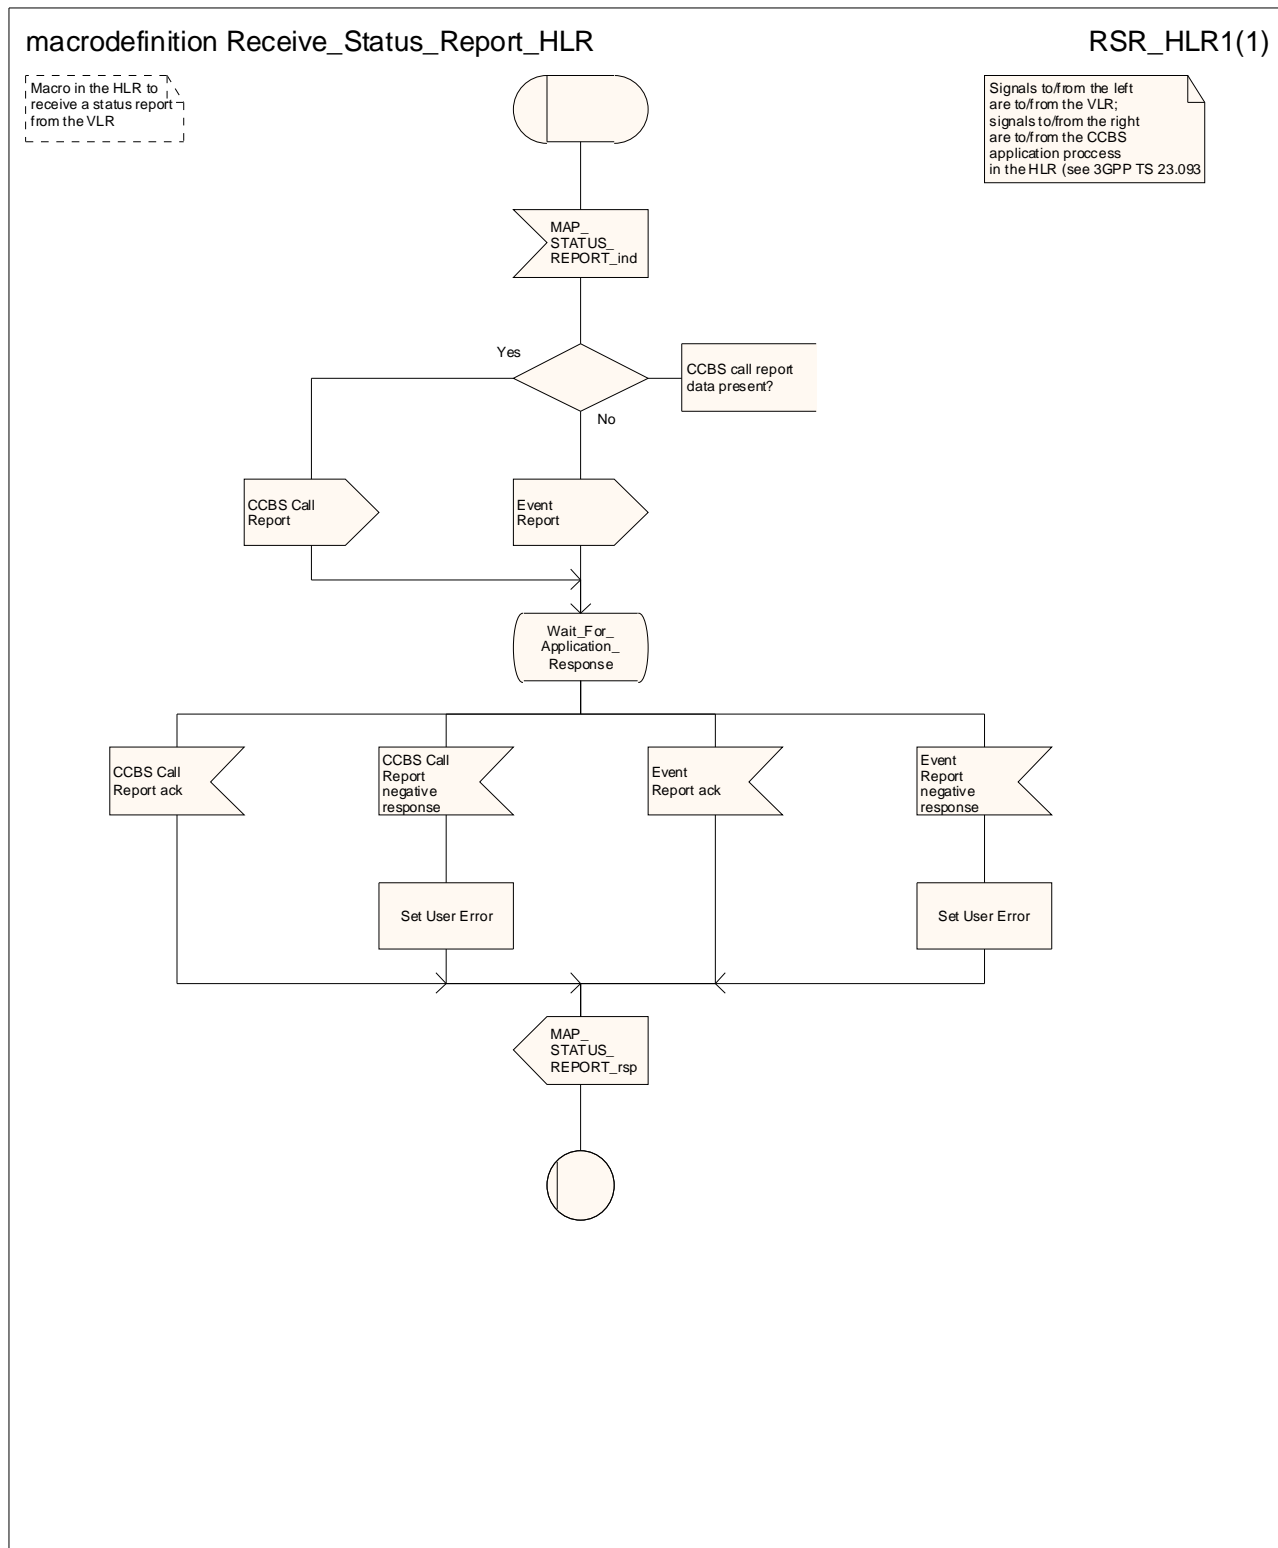 macrodefinition Receive_Status_Report_HLR
RSR_HLR1(1)
Macro in the HLR to
receive a status report
from the VLR
Signals to/from the left
are to/from the VLR;
signals to/from the right
are to/from the CCBS
application proccess
in the HLR (see 3GPP TS 23.093
MAP_
STATUS_
REPORT_ind
Yes
CCBS call report
data present?
No
CCBS Call
Report
Event
Report
Wait_For_
Application_
Response
CCBS Call
Report ack
CCBS Call
Report
negative
response
Event
Report ack
Event
Report
negative
response
Set User Error
Set User Error
MAP_
STATUS_
REPORT_rsp